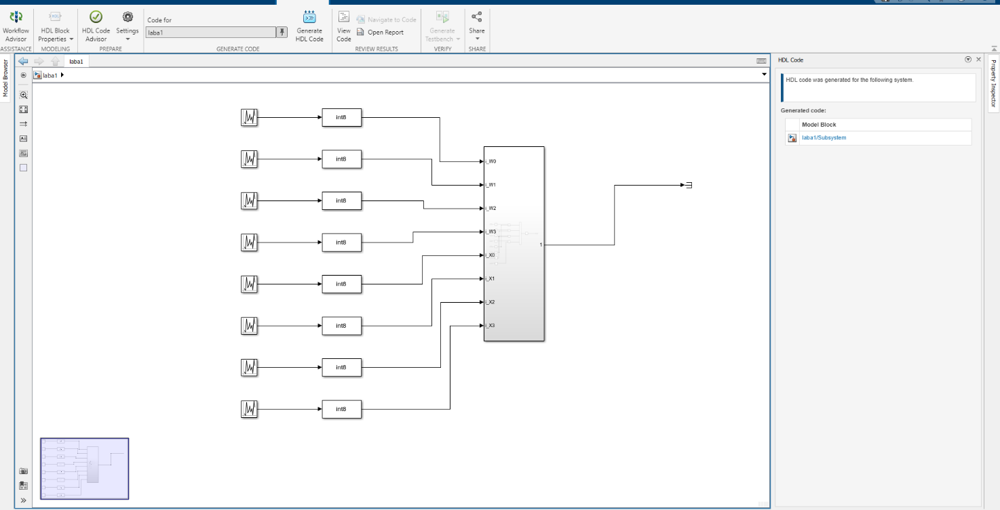 Workflow Advisor
HDL Block Properties
HDL Code Advisor
Settings
Code for
laba1
Generate HDL Code
View Code
Navigate to Code
Open Report
Generate Testbench
Share
ASSISTANCE
MODELING
PREPARE
GENERATE CODE
REVIEW RESULTS
VERIFY
SHARE
Model Browser
laba1
laba1
int8
int8
int8
int8
int8
int8
int8
int8
i_W0
i_W1
i_W2
i_W3
i_X0
i_X1
i_X2
i_X3
1
HDL Code
HDL code was generated for the following system.
Generated code:
Model Block
laba1/Subsystem
Property Inspector